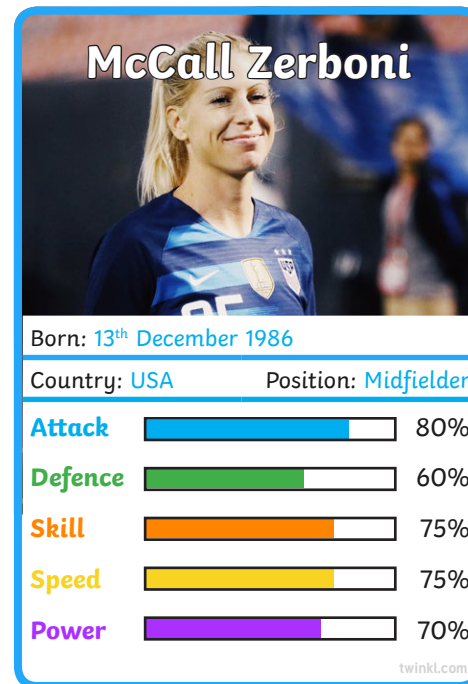 McCall Zerboni
Born: 13th December 1986
Country: USA Position: Midfielder
Attack 80%
Defence 60%
Skill 75%
Speed 75%
Power 70%
twinkl.com